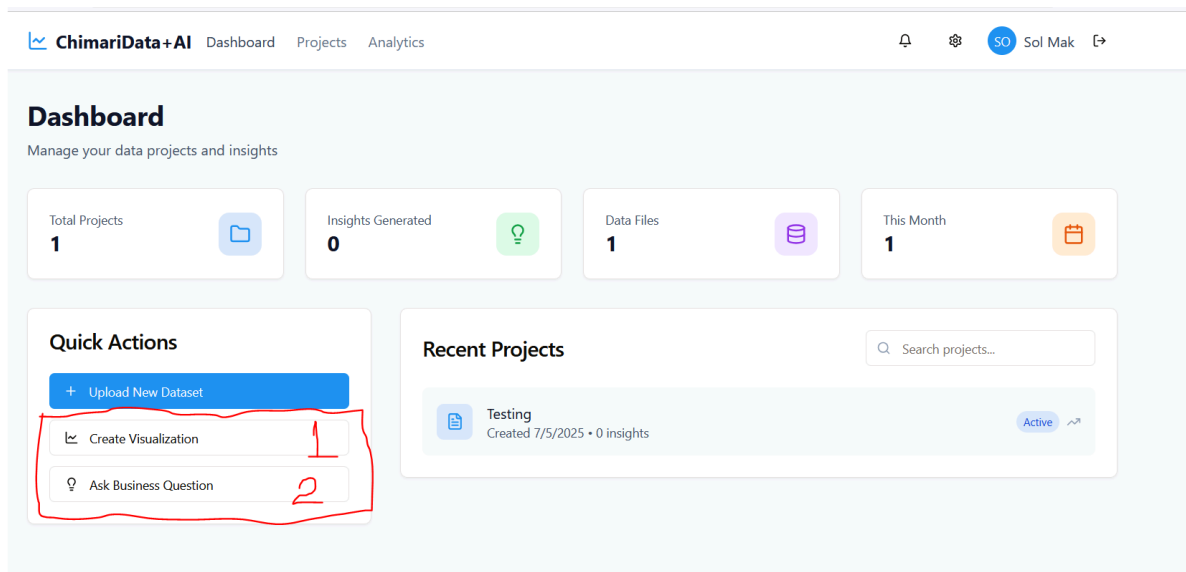 ChimariData+AI Dashboard Projects Analytics SO Sol Mak
Dashboard
Manage your data projects and insights
Total Projects
1
Insights Generated
0
Data Files
1
This Month
1
Quick Actions
+ Upload New Dataset
Create Visualization 1
Ask Business Question 2
Recent Projects
Search projects...
Testing
Created 7/5/2025 • 0 insights
Active